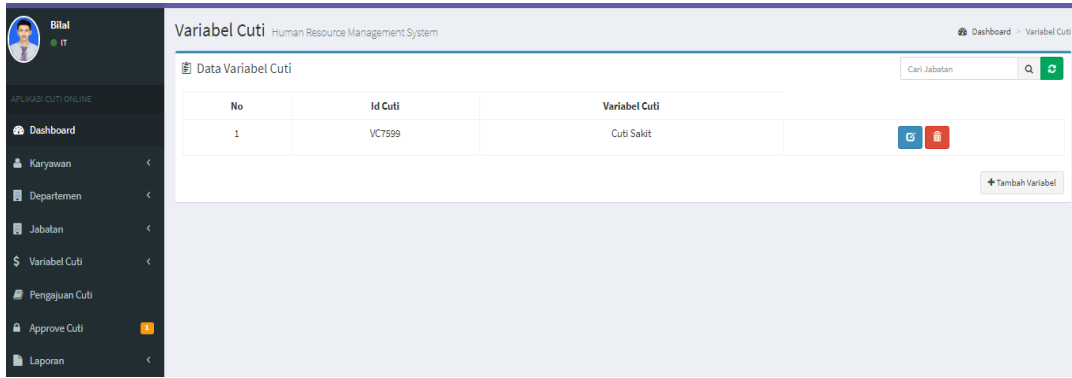 Bilal
IT
APLIKASI CUTI ONLINE
Dashboard
Karyawan
Departemen
Jabatan
$ Variabel Cuti
Pengajuan Cuti
Approve Cuti 1
Laporan
Variabel Cuti Human Resource Management System
Dashboard > Variabel Cuti
Data Variabel Cuti
Cari Jabatan
No Id Cuti Variabel Cuti
1 VC7599 Cuti Sakit
+Tambah Variabel